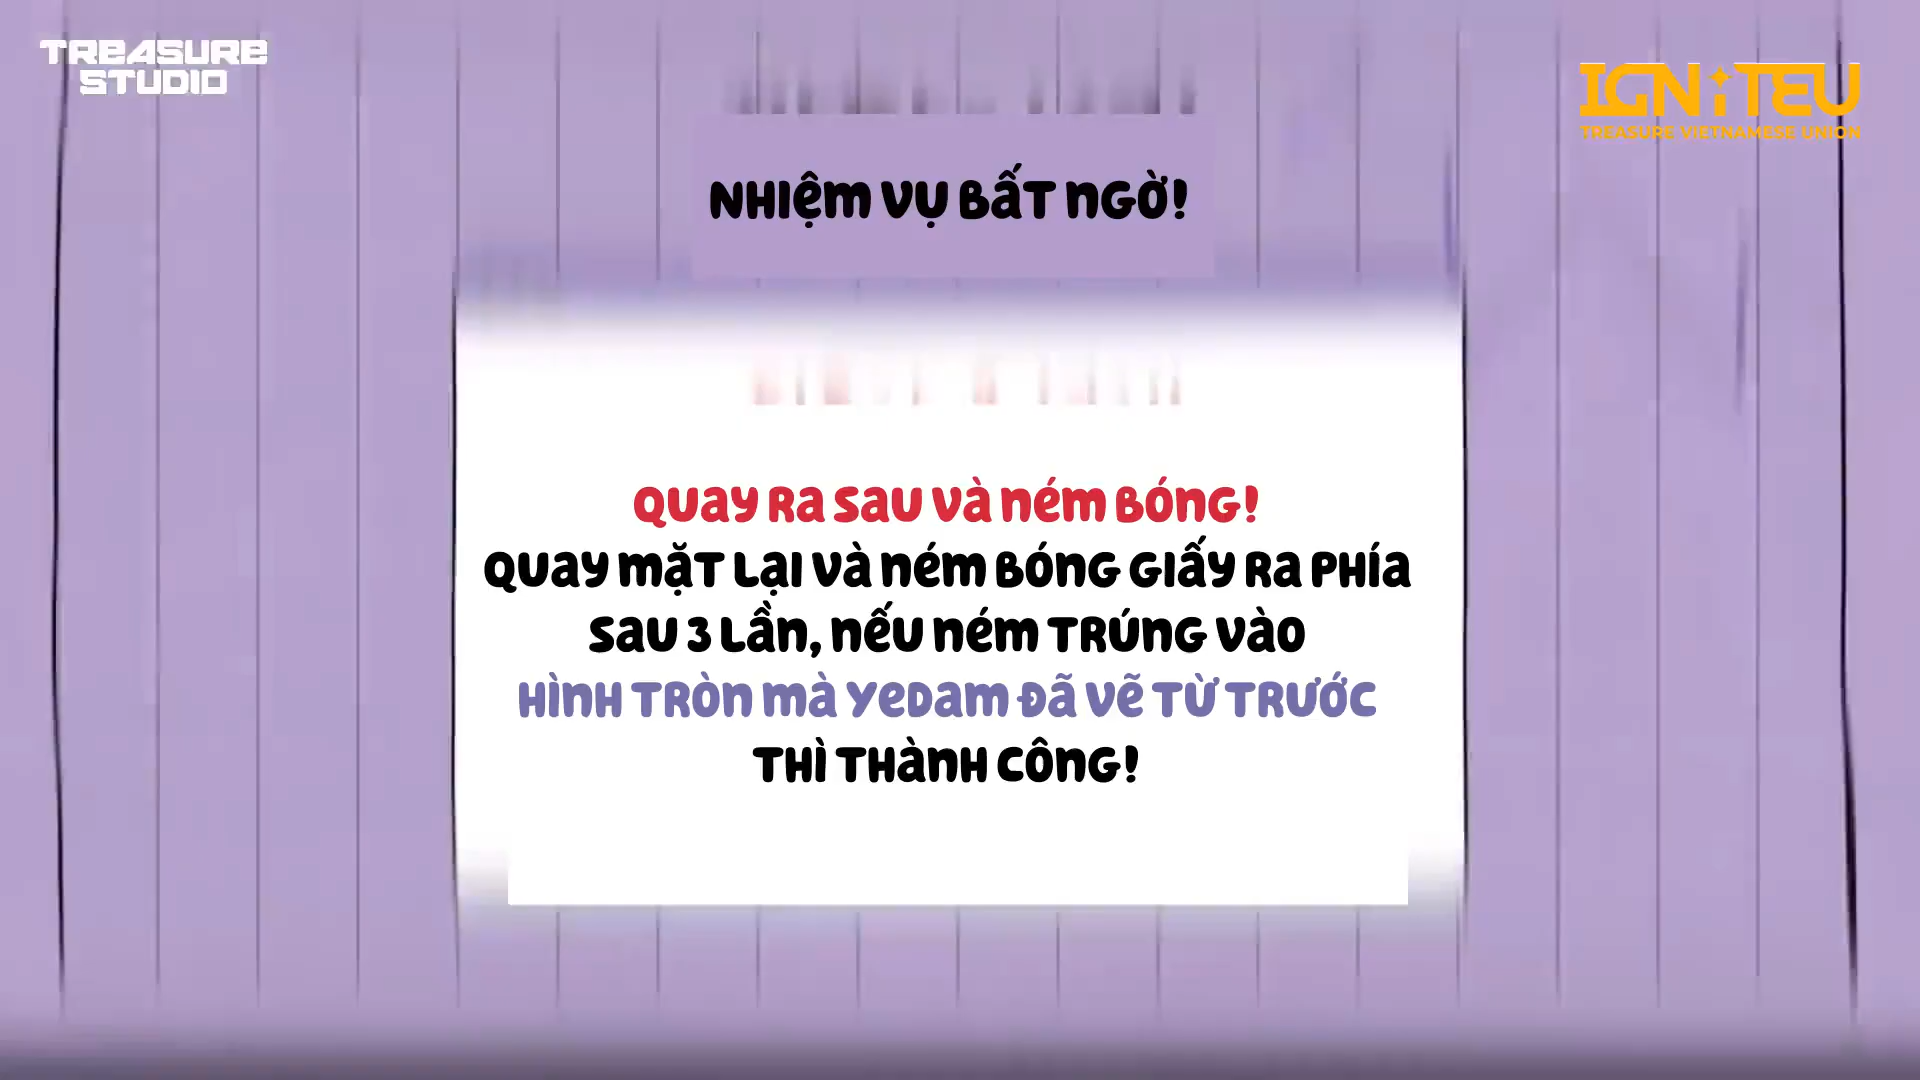 TREASURE
STUDIO
IGNITEU
TREASURE VIETNAMESE UNION
NHIỆM VỤ BẤT NGỜ!
QUAY RA SAU VÀ NÉM BÓNG!
QUAY MẶT LẠI VÀ NÉM BÓNG GIẤY RA PHÍA
SAU 3 LẦN, NẾU NÉM TRÚNG VÀO
HÌNH TRÒN MÀ YEDAM ĐÃ VẼ TỪ TRƯỚC
THÌ THÀNH CÔNG!